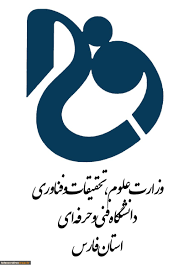 وزارت علوم، تحقیقات و فناوری
دانشگاه فنی و حرفه‌ای
استان فارس